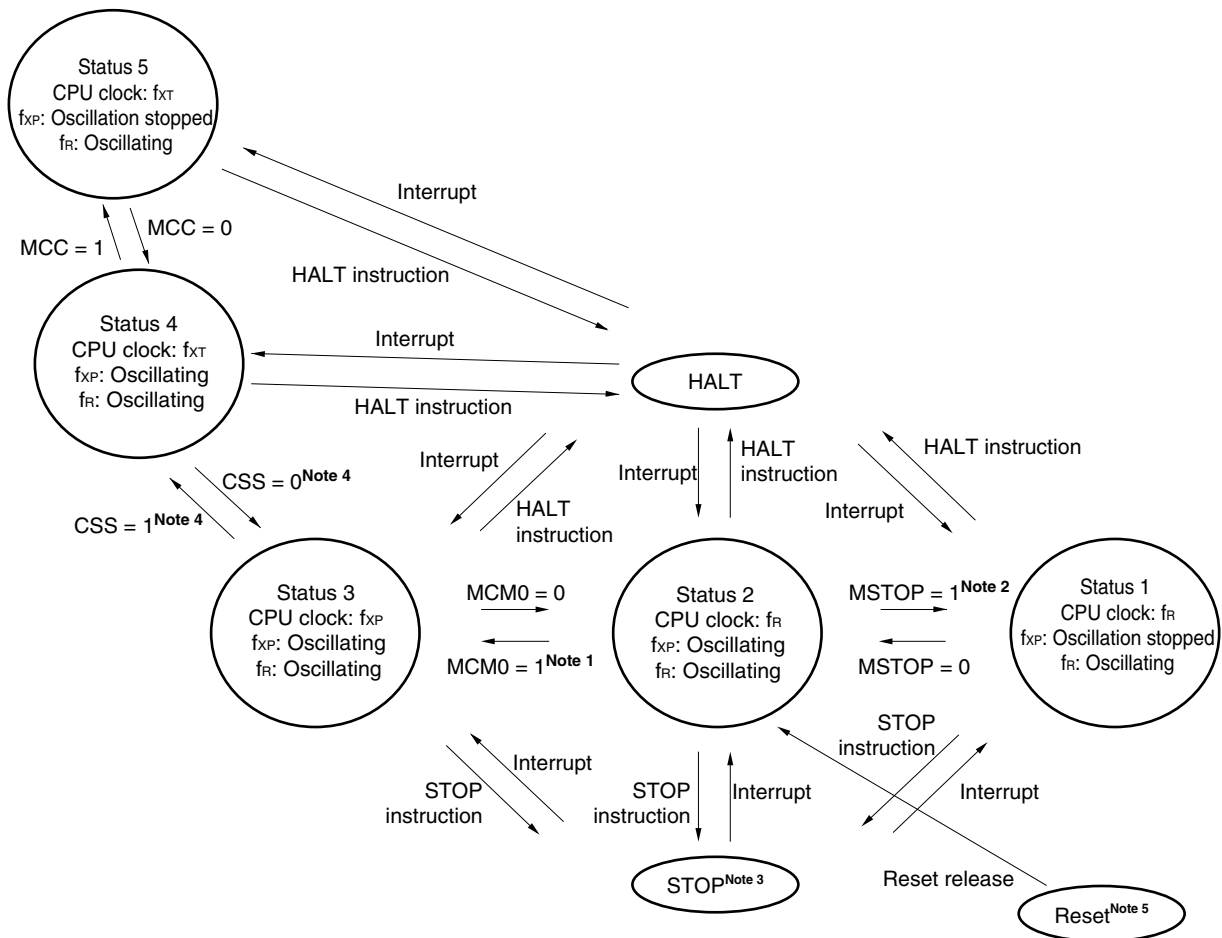 Status 5
CPU clock: fXT
fXP: Oscillation stopped
fR: Oscillating
Interrupt
MCC = 0
MCC = 1
HALT instruction
Status 4
CPU clock: fXT
fXP: Oscillating
fR: Oscillating
Interrupt
HALT
HALT instruction
HALT instruction
Interrupt
HALT
instruction
Interrupt
CSS = 0Note 4
CSS = 1Note 4
HALT
instruction
Interrupt
Status 3
CPU clock: fXP
fXP: Oscillating
fR: Oscillating
MCM0 = 0
MCM0 = 1Note 1
Status 2
CPU clock: fR
fXP: Oscillating
fR: Oscillating
MSTOP = 1Note 2
MSTOP = 0
Status 1
CPU clock: fR
fXP: Oscillation stopped
fR: Oscillating
STOP
instruction
Interrupt
STOP
instruction
Interrupt
STOP
instruction
Interrupt
STOPNote 3
Reset release
ResetNote 5